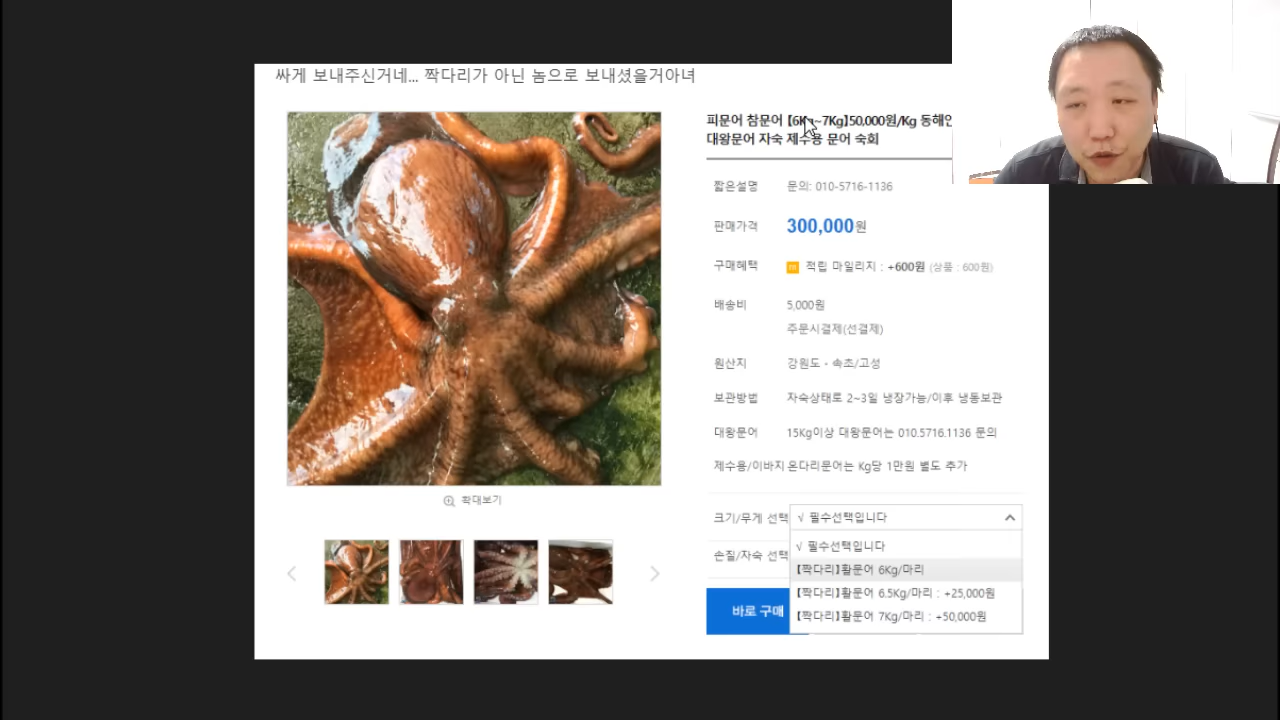 싸게 보내주신거네... 짝다리가 아닌 놈으로 보내셨을거아녀
피문어 참문어【6Kg~7Kg】50,000원/Kg 동해안
대왕문어 자숙 제수용 문어 숙회
짧은설명 문의: 010-5716-1136
판매가격 300,000원
구매혜택 m 적립 마일리지 : +600원 (상품 : 600원)
배송비 5,000원
주문시결제(선결제)
원산지 강원도 - 속초/고성
보관방법 자숙상태로 2~3일 냉장가능/이후 냉동보관
대왕문어 15Kg이상 대왕문어는 010.5716.1136 문의
제수용/이바지 온다리문어는 Kg당 1만원 별도 추가
확대보기
크기/무게 선택 √ 필수선택입니다
√ 필수선택입니다
손질/자숙 선택
【짝다리】활문어 6Kg/마리
【짝다리】활문어 6.5Kg/마리 : +25,000원
【짝다리】활문어 7Kg/마리 : +50,000원
바로 구매